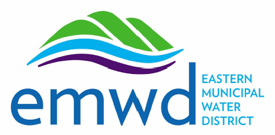 emwd
EASTERN
MUNICIPAL
WATER
DISTRICT